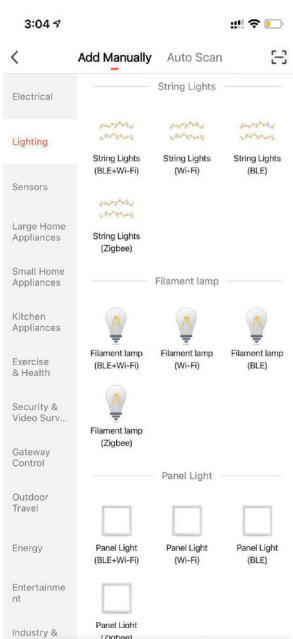 3:04
Add Manually Auto Scan
Electrical
Lighting
Sensors
Large Home
Appliances
Small Home
Appliances
Kitchen
Appliances
Exercise
& Health
Security &
Video Surv...
Gateway
Control
Outdoor
Travel
Energy
Entertainme
nt
Industry &
String Lights
String Lights
(BLE+Wi-Fi)
String Lights
(Wi-Fi)
String Lights
(BLE)
String Lights
(Zigbee)
Filament lamp
Filament lamp
(BLE+Wi-Fi)
Filament lamp
(Wi-Fi)
Filament lamp
(BLE)
Filament lamp
(Zigbee)
Panel Light
Panel Light
(BLE+Wi-Fi)
Panel Light
(Wi-Fi)
Panel Light
(BLE)
Panel Light
(Zigbee)